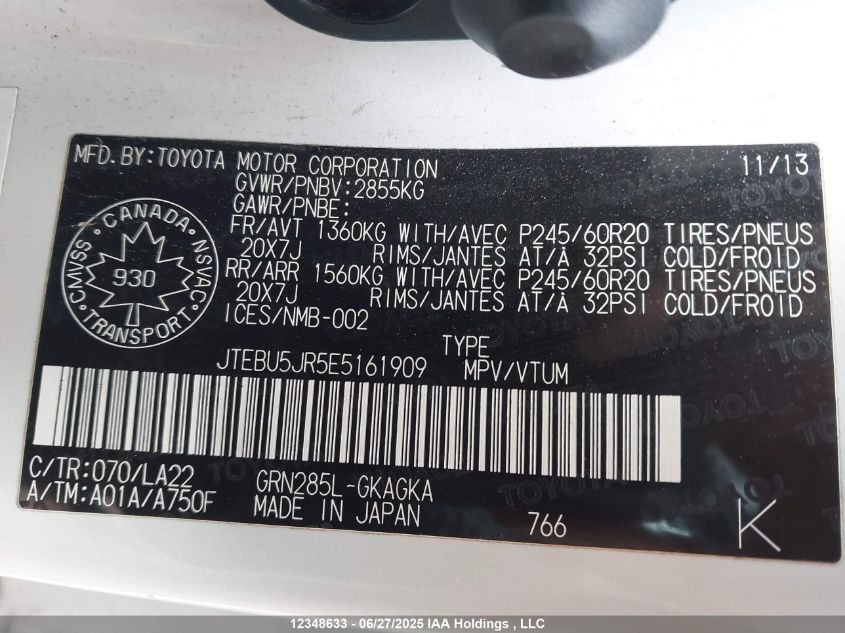 MFD. BY: TOYOTA MOTOR CORPORATION 11/13
GVWR/PNBV: 2855KG
GAWR/PNBE:
FR/AVT 1360KG WITH/AVEC P245/60R20 TIRES/PNEUS
20X7J RIMS/JANTES AT/À 32PSI COLD/FROID
RR/ARR 1560KG WITH/AVEC P245/60R20 TIRES/PNEUS
20X7J RIMS/JANTES AT/À 32PSI COLD/FROID
ICES/NMB-002
CANADA
CMVSS 930 NSVAC
TRANSPORT
TYPE
JTEBU5JR5E5161909 MPV/VTUM
C/TR: 070/LA22 GRN285L-GKAGKA
A/TM: A01A/A750F MADE IN JAPAN 766 K
12348633 - 06/27/2025 IAA Holdings , LLC